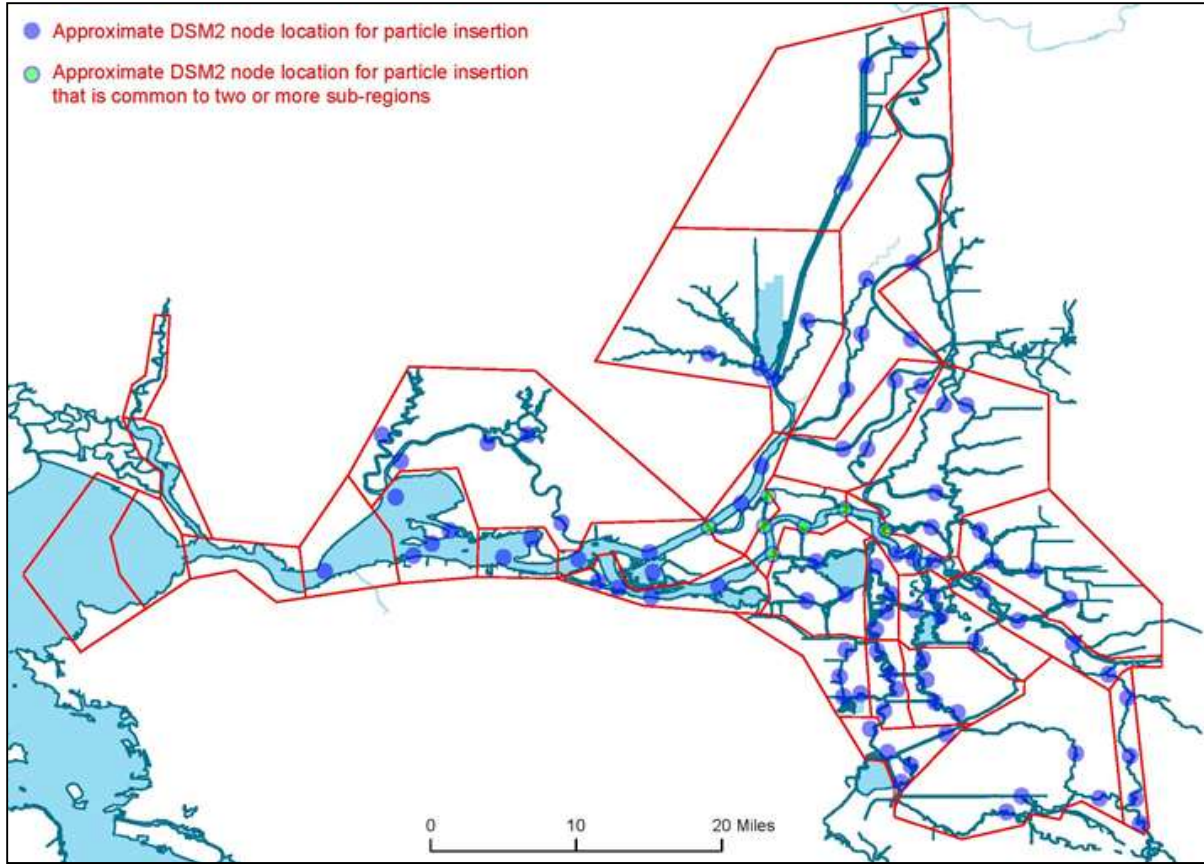 Approximate DSM2 node location for particle insertion
Approximate DSM2 node location for particle insertion
that is common to two or more sub-regions
0 10 20 Miles